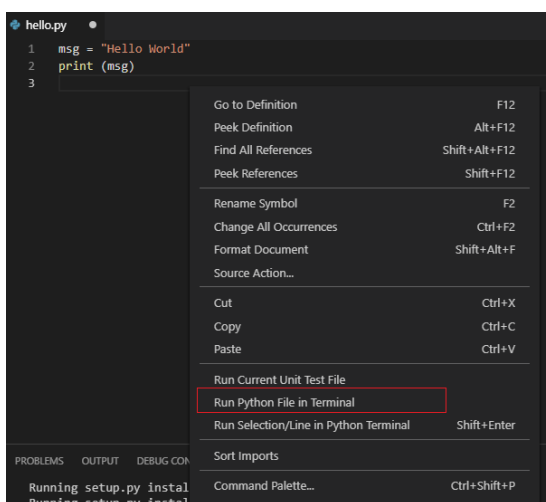 hello.py
1 msg = "Hello World"
2 print (msg)
3
Go to Definition F12
Peek Definition Alt+F12
Find All References Shift+Alt+F12
Peek References Shift+F12
Rename Symbol F2
Change All Occurrences Ctrl+F2
Format Document Shift+Alt+F
Source Action...
Cut Ctrl+X
Copy Ctrl+C
Paste Ctrl+V
Run Current Unit Test File
Run Python File in Terminal
Run Selection/Line in Python Terminal Shift+Enter
Sort Imports
Command Palette... Ctrl+Shift+P
PROBLEMS OUTPUT DEBUG CON
Running setup.py instal
Running setup.py instal